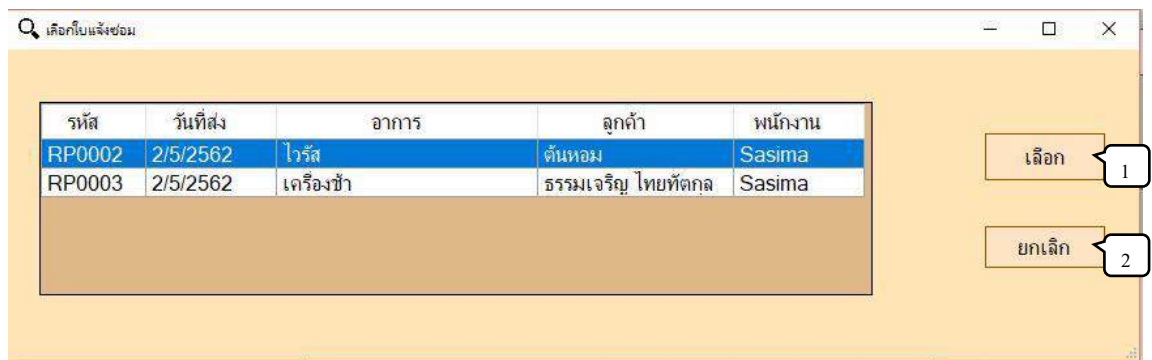 เลือกใบแจ้งซ่อม
รหัส วันที่ส่ง อาการ ลูกค้า พนักงาน
RP0002 2/5/2562 ไวรัส ต้นหอม Sasima
RP0003 2/5/2562 เครื่องช้า ธรรมเจริญ ไทยทัตกุล Sasima
เลือก 1
ยกเลิก 2